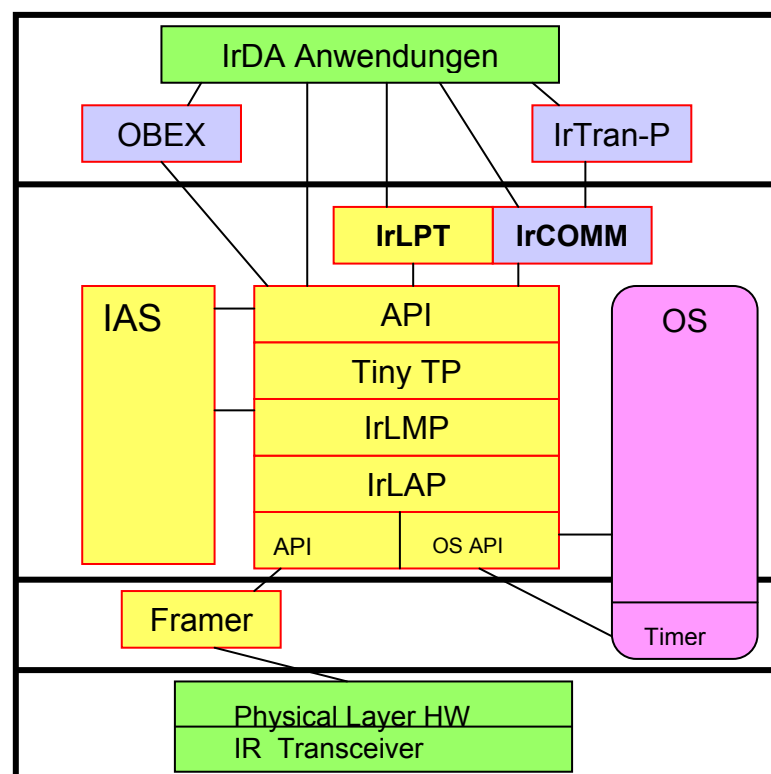 IrDA Anwendungen
OBEX
IrTran-P
IrLPT
IrCOMM
IAS
API
OS
Tiny TP
IrLMP
IrLAP
API
OS API
Framer
Timer
Physical Layer HW
IR Transceiver